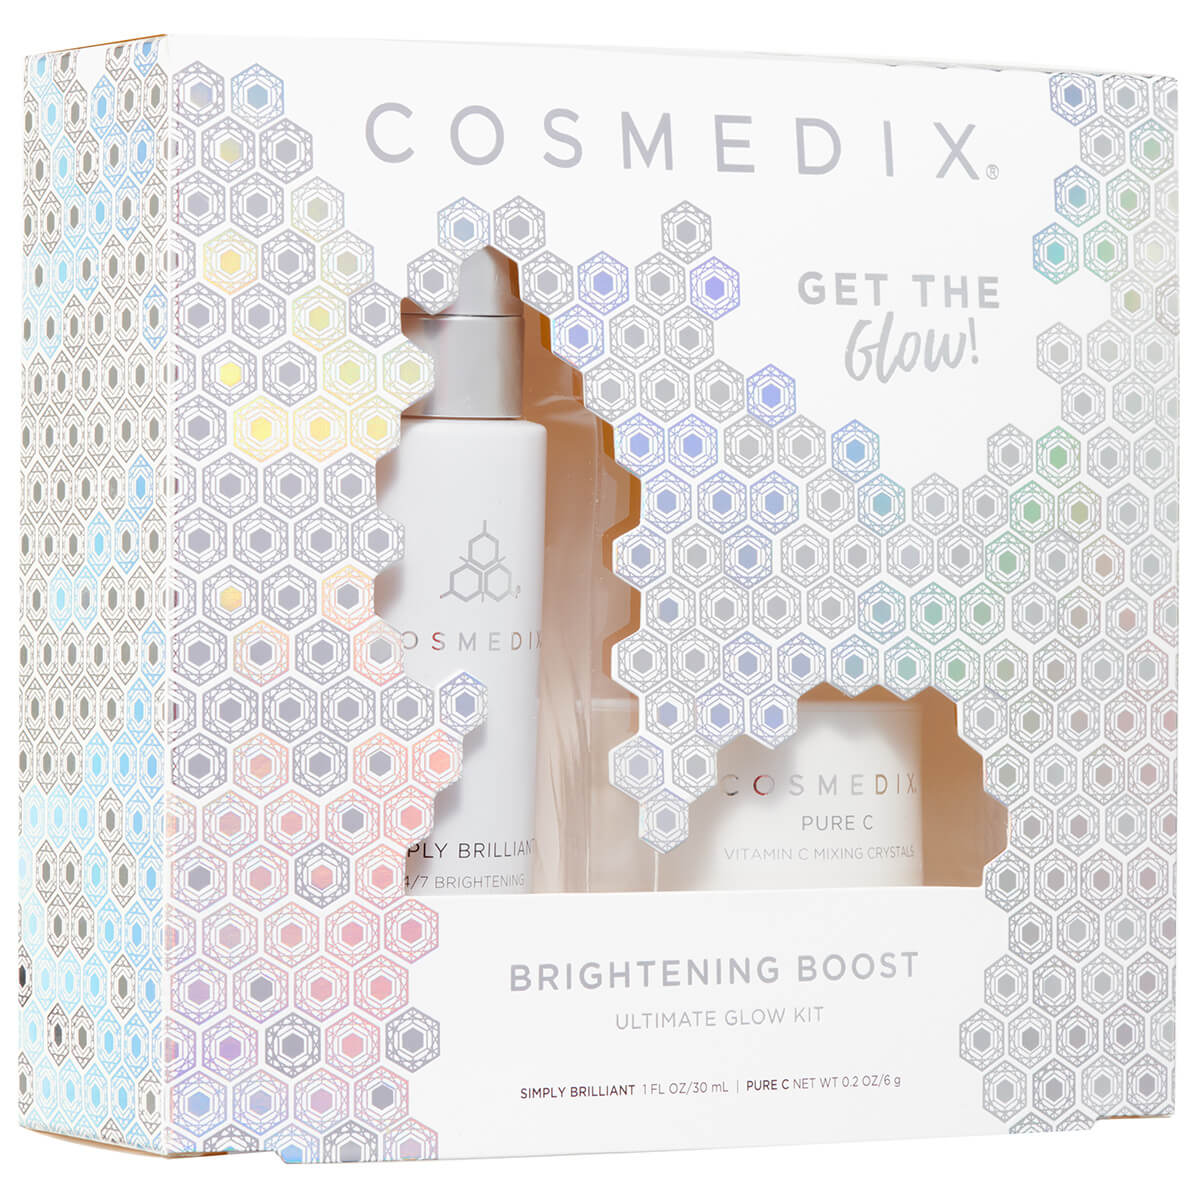 COSMEDIX®
GET THE
Glow!
OSMEDIX
PLY BRILLIAN
4/7 BRIGHTENING
COSMEDIX
PURE C
VITAMIN C MIXING CRYSTALS
BRIGHTENING BOOST
ULTIMATE GLOW KIT
SIMPLY BRILLIANT 1 FL OZ/30 mL | PURE C NET WT 0.2 OZ/6 g